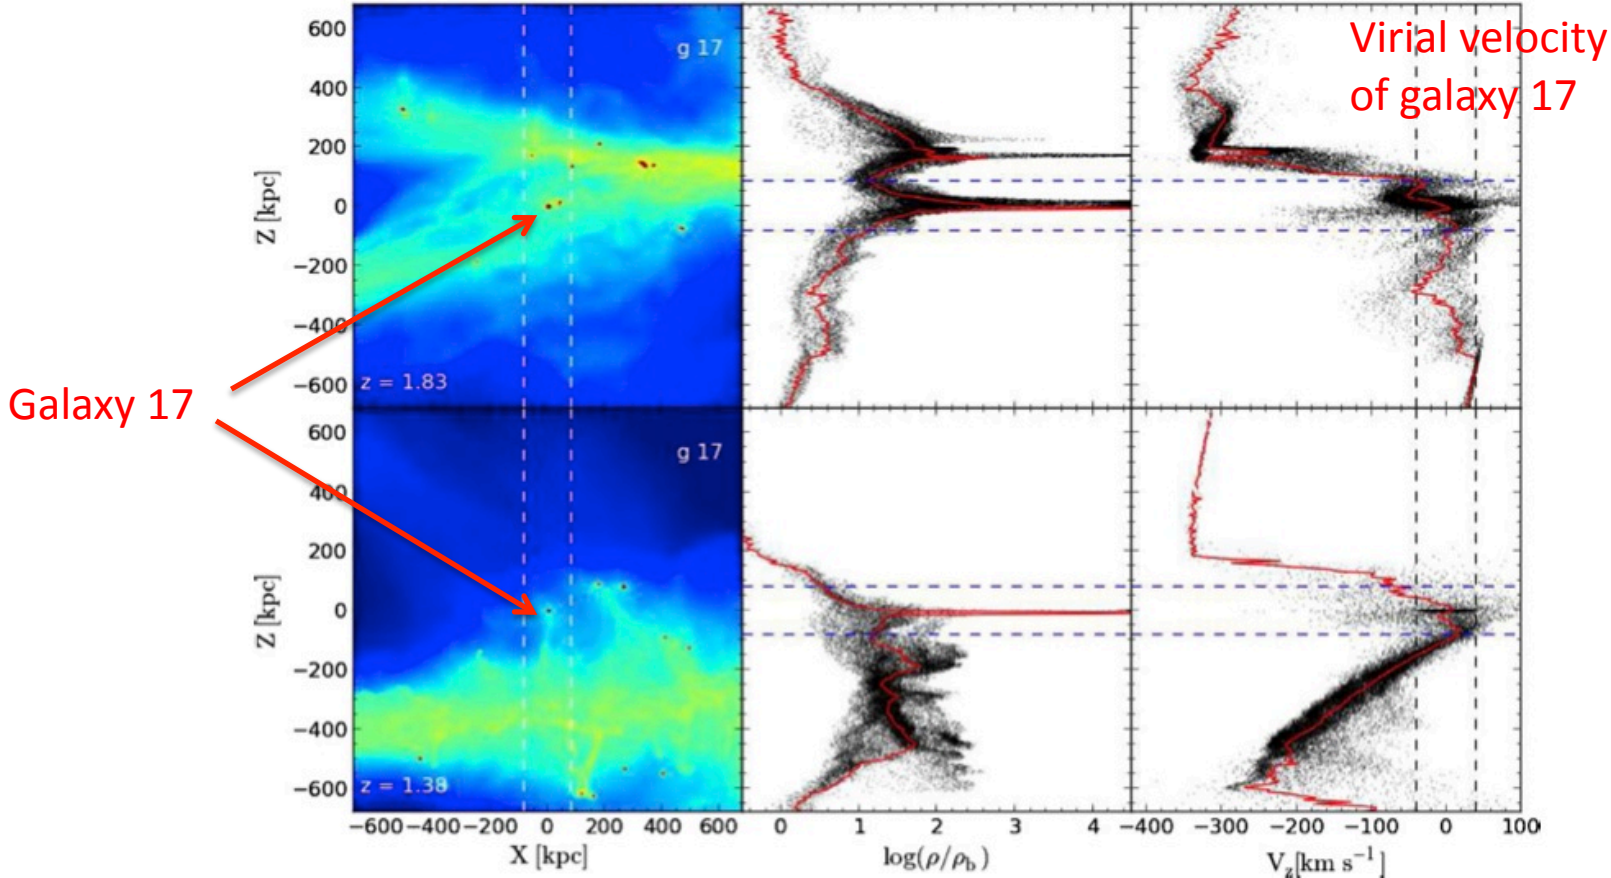 Virial velocity
of galaxy 17
Galaxy 17
g 17
z = 1.83
Z [kpc]
600
400
200
0
−200
−400
−600
g 17
z = 1.38
Z [kpc]
600
400
200
0
−200
−400
−600
−600 −400 −200 0 200 400 600
X [kpc]
0 1 2 3 4
log(ρ/ρb)
−400 −300 −200 −100 0 100
Vz[km s−1]